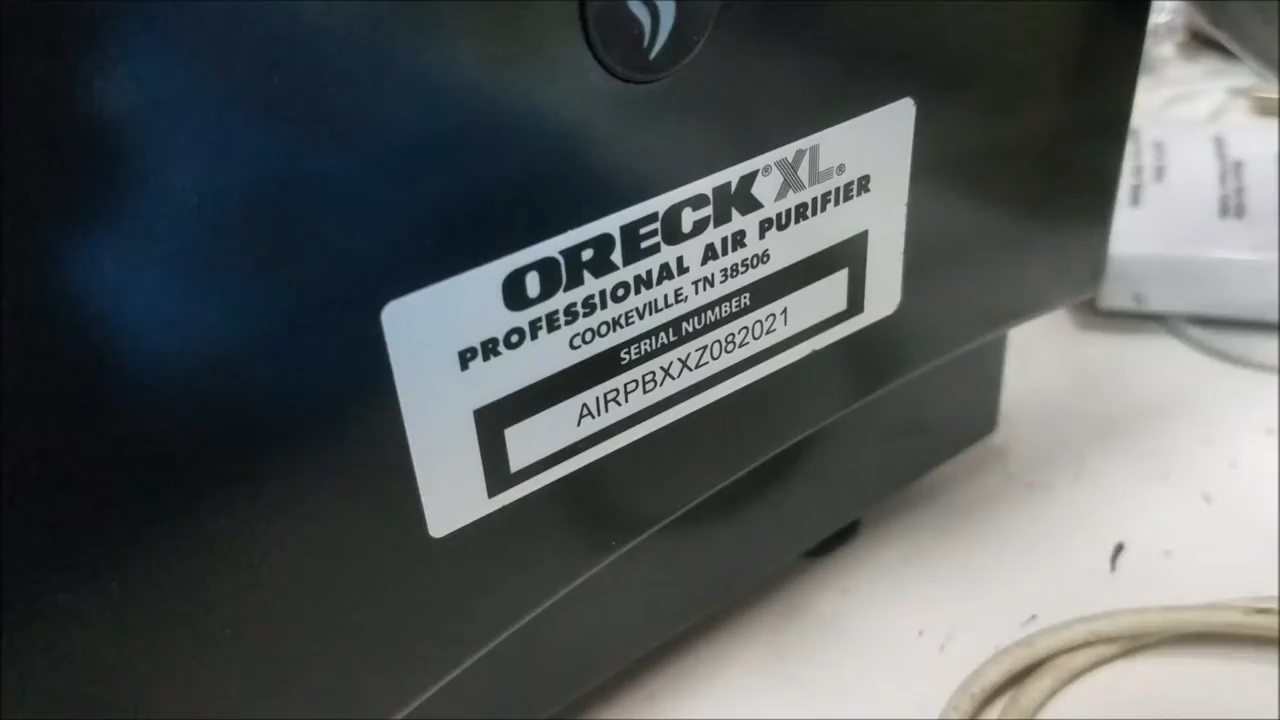 ORECK® XL®
PROFESSIONAL AIR PURIFIER
COOKEVILLE, TN 38506
SERIAL NUMBER
AIRPBXXZ082021